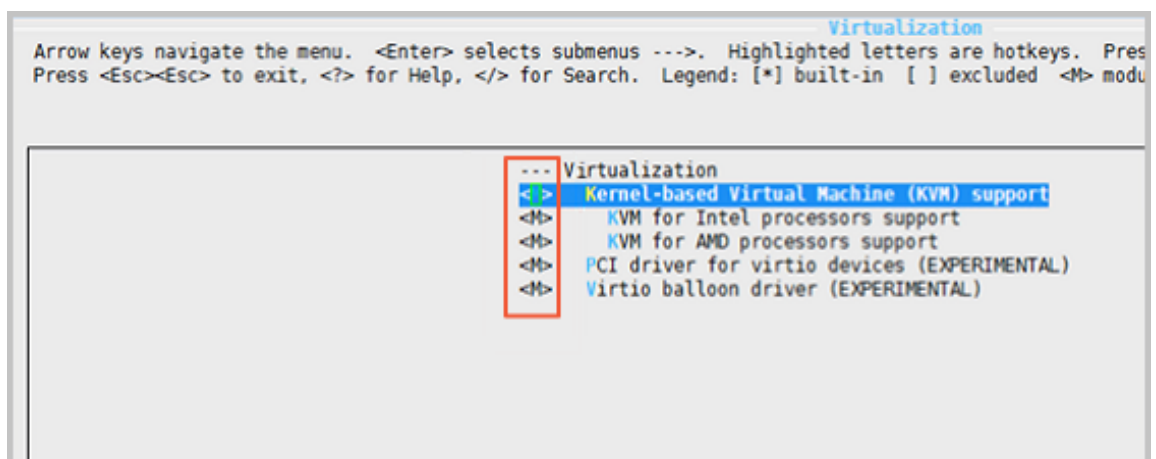 Virtualization
Arrow keys navigate the menu. <Enter> selects submenus --->. Highlighted letters are hotkeys. Pres
Press <Esc><Esc> to exit, <?> for Help, </> for Search. Legend: [*] built-in [ ] excluded <M> modu
--- Virtualization
< > Kernel-based Virtual Machine (KVM) support
<M> KVM for Intel processors support
<M> KVM for AMD processors support
<M> PCI driver for virtio devices (EXPERIMENTAL)
<M> Virtio balloon driver (EXPERIMENTAL)